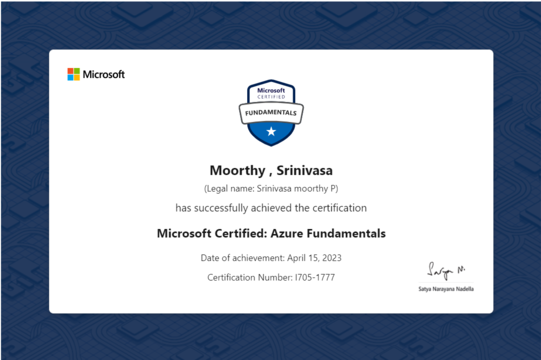 Microsoft
Microsoft
CERTIFIED
FUNDAMENTALS
Moorthy , Srinivasa
(Legal name: Srinivasa moorthy P)
has successfully achieved the certification
Microsoft Certified: Azure Fundamentals
Date of achievement: April 15, 2023
Certification Number: I705-1777
Satya N.
Satya Narayana Nadella